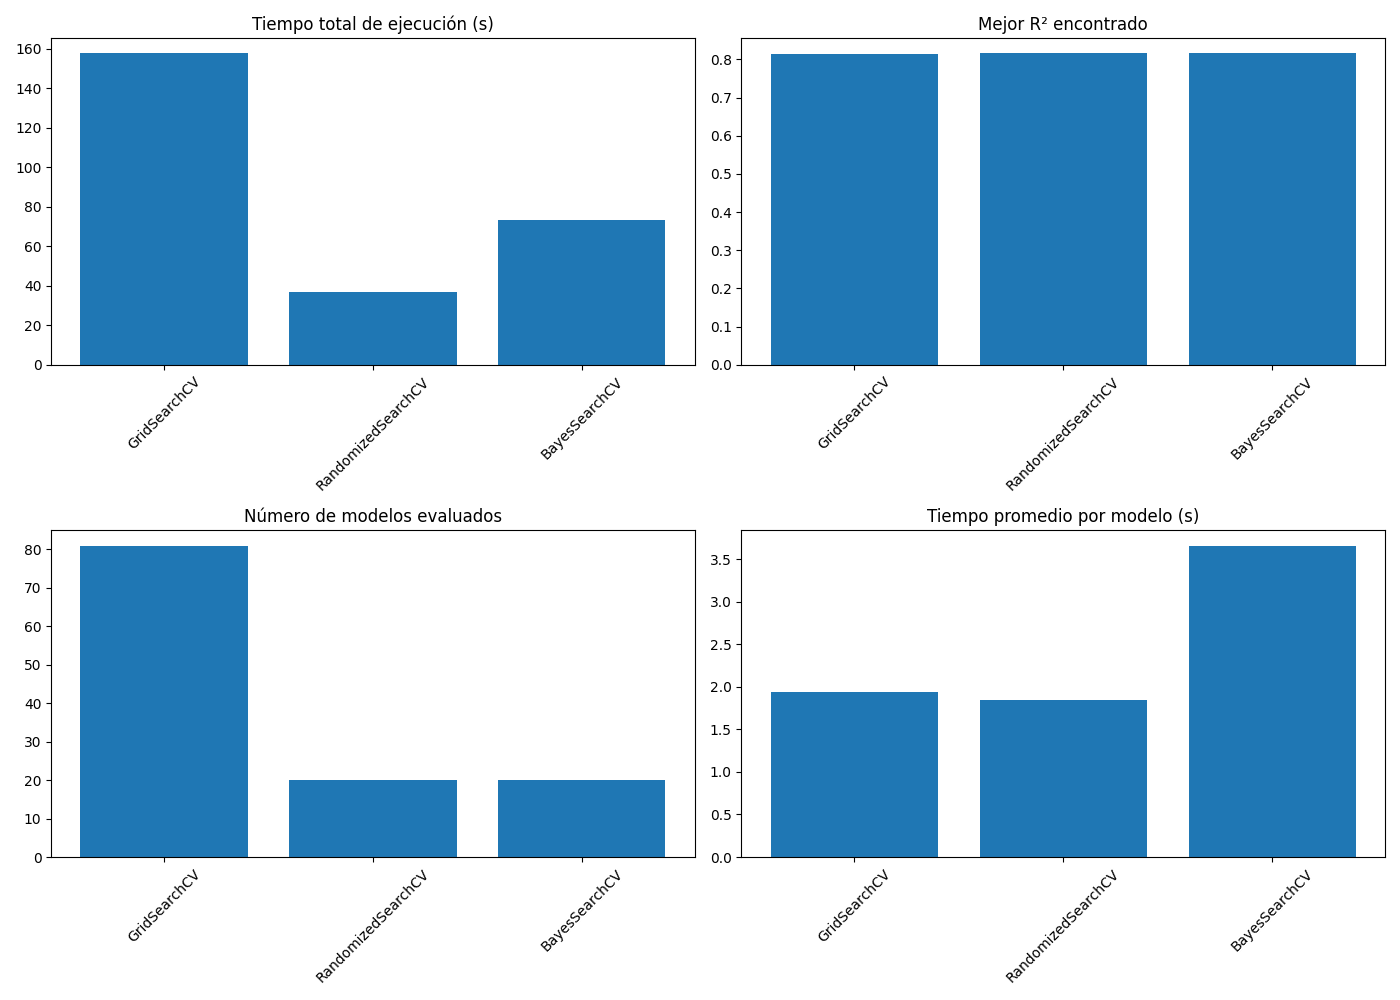 Tiempo total de ejecución (s)
160
140
120
100
80
60
40
20
0
GridSearchCV
RandomizedSearchCV
BayesSearchCV
Mejor R² encontrado
0.8
0.7
0.6
0.5
0.4
0.3
0.2
0.1
0.0
GridSearchCV
RandomizedSearchCV
BayesSearchCV
Número de modelos evaluados
80
70
60
50
40
30
20
10
0
GridSearchCV
RandomizedSearchCV
BayesSearchCV
Tiempo promedio por modelo (s)
3.5
3.0
2.5
2.0
1.5
1.0
0.5
0.0
GridSearchCV
RandomizedSearchCV
BayesSearchCV